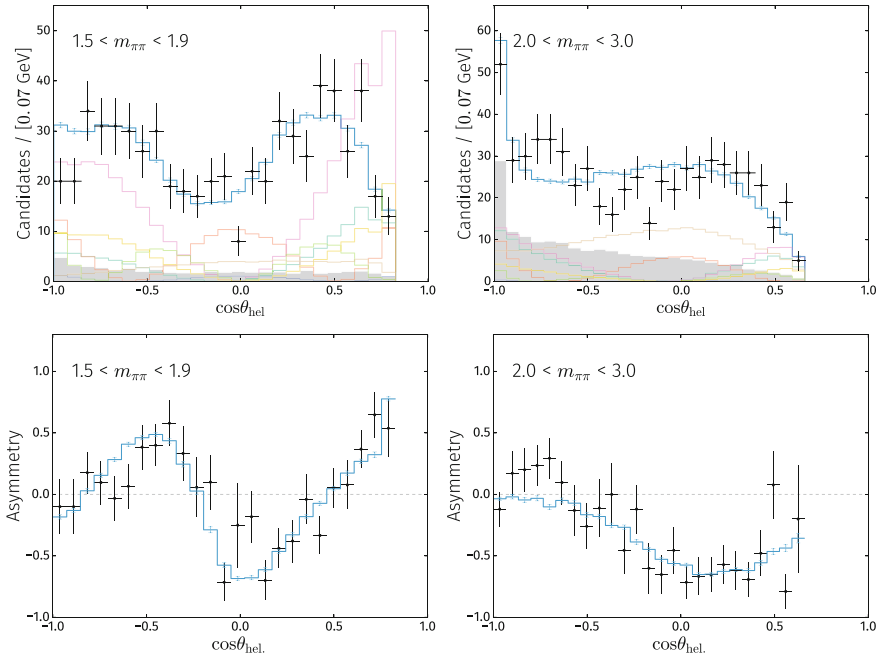 Candidates / [0.07 GeV]
1.5 < mππ < 1.9
50
40
30
20
10
0
-1.0 -0.5 0.0 0.5 1.0
cosθhel
Candidates / [0.07 GeV]
2.0 < mππ < 3.0
60
50
40
30
20
10
0
-1.0 -0.5 0.0 0.5 1.0
cosθhel
Asymmetry
1.5 < mππ < 1.9
1.0
0.5
0.0
-0.5
-1.0
-1.0 -0.5 0.0 0.5 1.0
cosθhel.
Asymmetry
2.0 < mππ < 3.0
1.0
0.5
0.0
-0.5
-1.0
-1.0 -0.5 0.0 0.5 1.0
cosθhel.